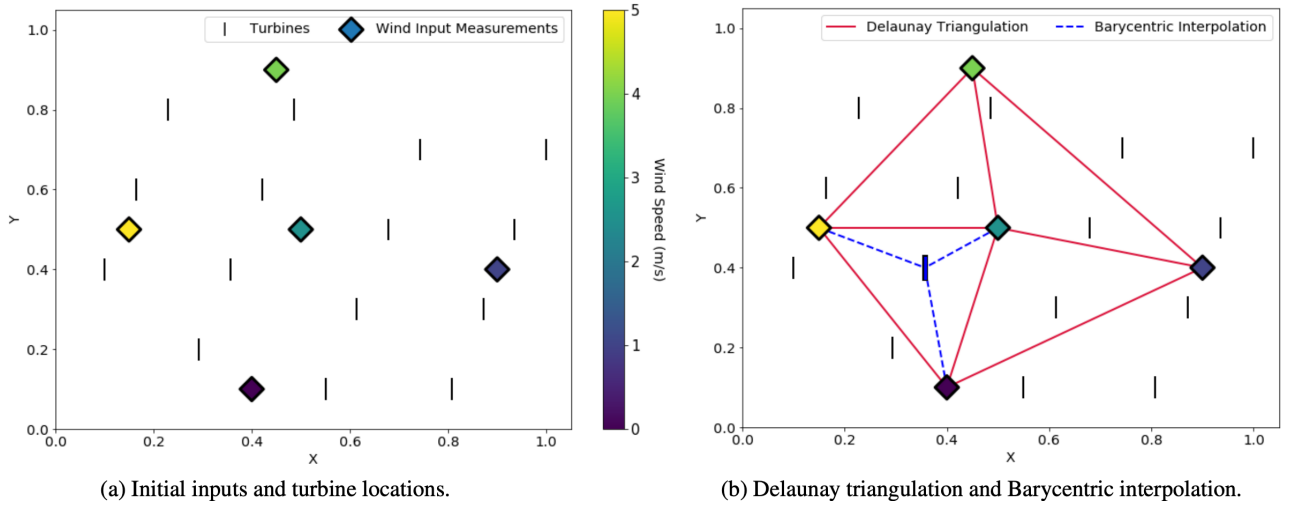 Turbines
Wind Input Measurements
1.0
0.8
0.6
0.4
0.2
0.0
Y
0.0 0.2 0.4 0.6 0.8 1.0
X
5
4
3
2
1
0
Wind Speed (m/s)
(a) Initial inputs and turbine locations.
Delaunay Triangulation
Barycentric Interpolation
1.0
0.8
0.6
0.4
0.2
0.0
Y
0.0 0.2 0.4 0.6 0.8 1.0
X
(b) Delaunay triangulation and Barycentric interpolation.